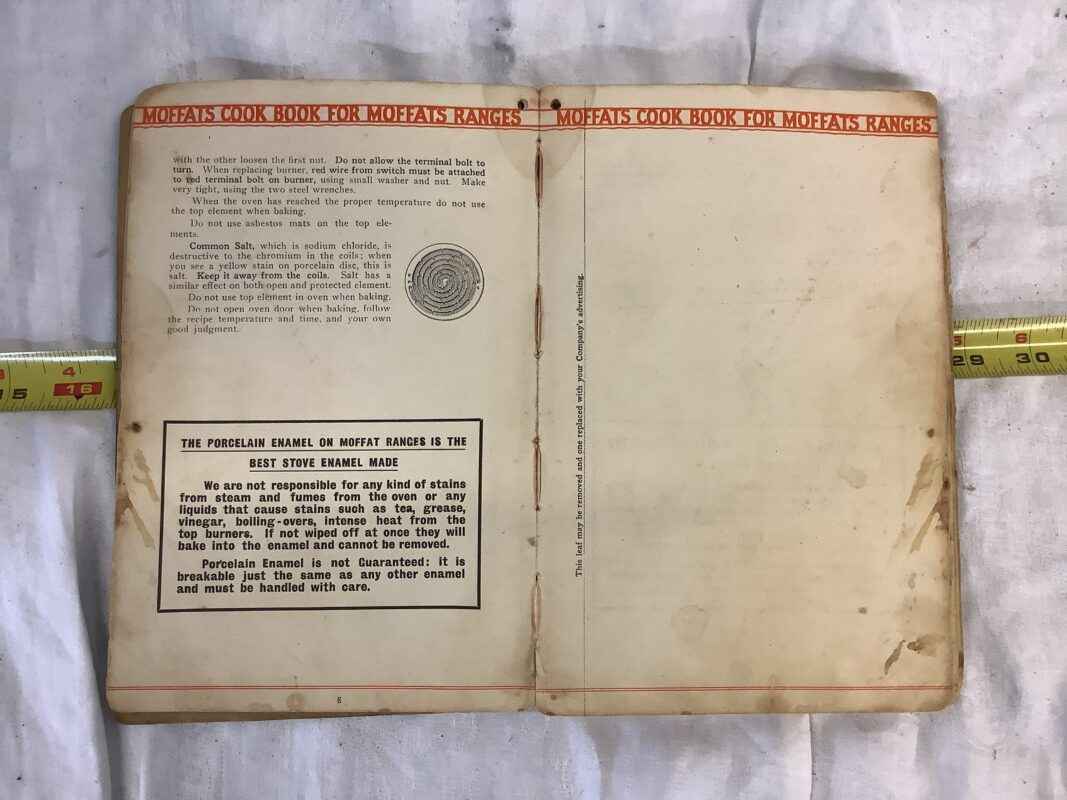 MOFFATS COOK BOOK FOR MOFFATS RANGES
with the other loosen the first nut. Do not allow the terminal bolt to
turn. When replacing burner, red wire from switch must be attached
to red terminal bolt on burner, using small washer and nut. Make
very tight, using the two steel wrenches.
When the oven has reached the proper temperature do not use
the top element when baking.
Do not use asbestos mats on the top ele-
ments.
Common Salt, which is sodium chloride, is
destructive to the chromium in the coils; when
you see a yellow stain on porcelain disc, this is
salt. Keep it away from the coils. Salt has a
similar effect on both open and protected element.
Do not use top element in oven when baking.
Do not open oven door when baking, follow
the recipe temperature and time, and your own
good judgment.
THE PORCELAIN ENAMEL ON MOFFAT RANGES IS THE
BEST STOVE ENAMEL MADE
We are not responsible for any kind of stains
from steam and fumes from the oven or any
liquids that cause stains such as tea, grease,
vinegar, boiling-overs, intense heat from the
top burners. If not wiped off at once they will
bake into the enamel and cannot be removed.
Porcelain Enamel is not Guaranteed: it is
breakable just the same as any other enamel
and must be handled with care.
6
MOFFATS COOK BOOK FOR MOFFATS RANGES
This leaf may be removed and one replaced with your Company's advertising.
3 4
15 16
5 6
29 30